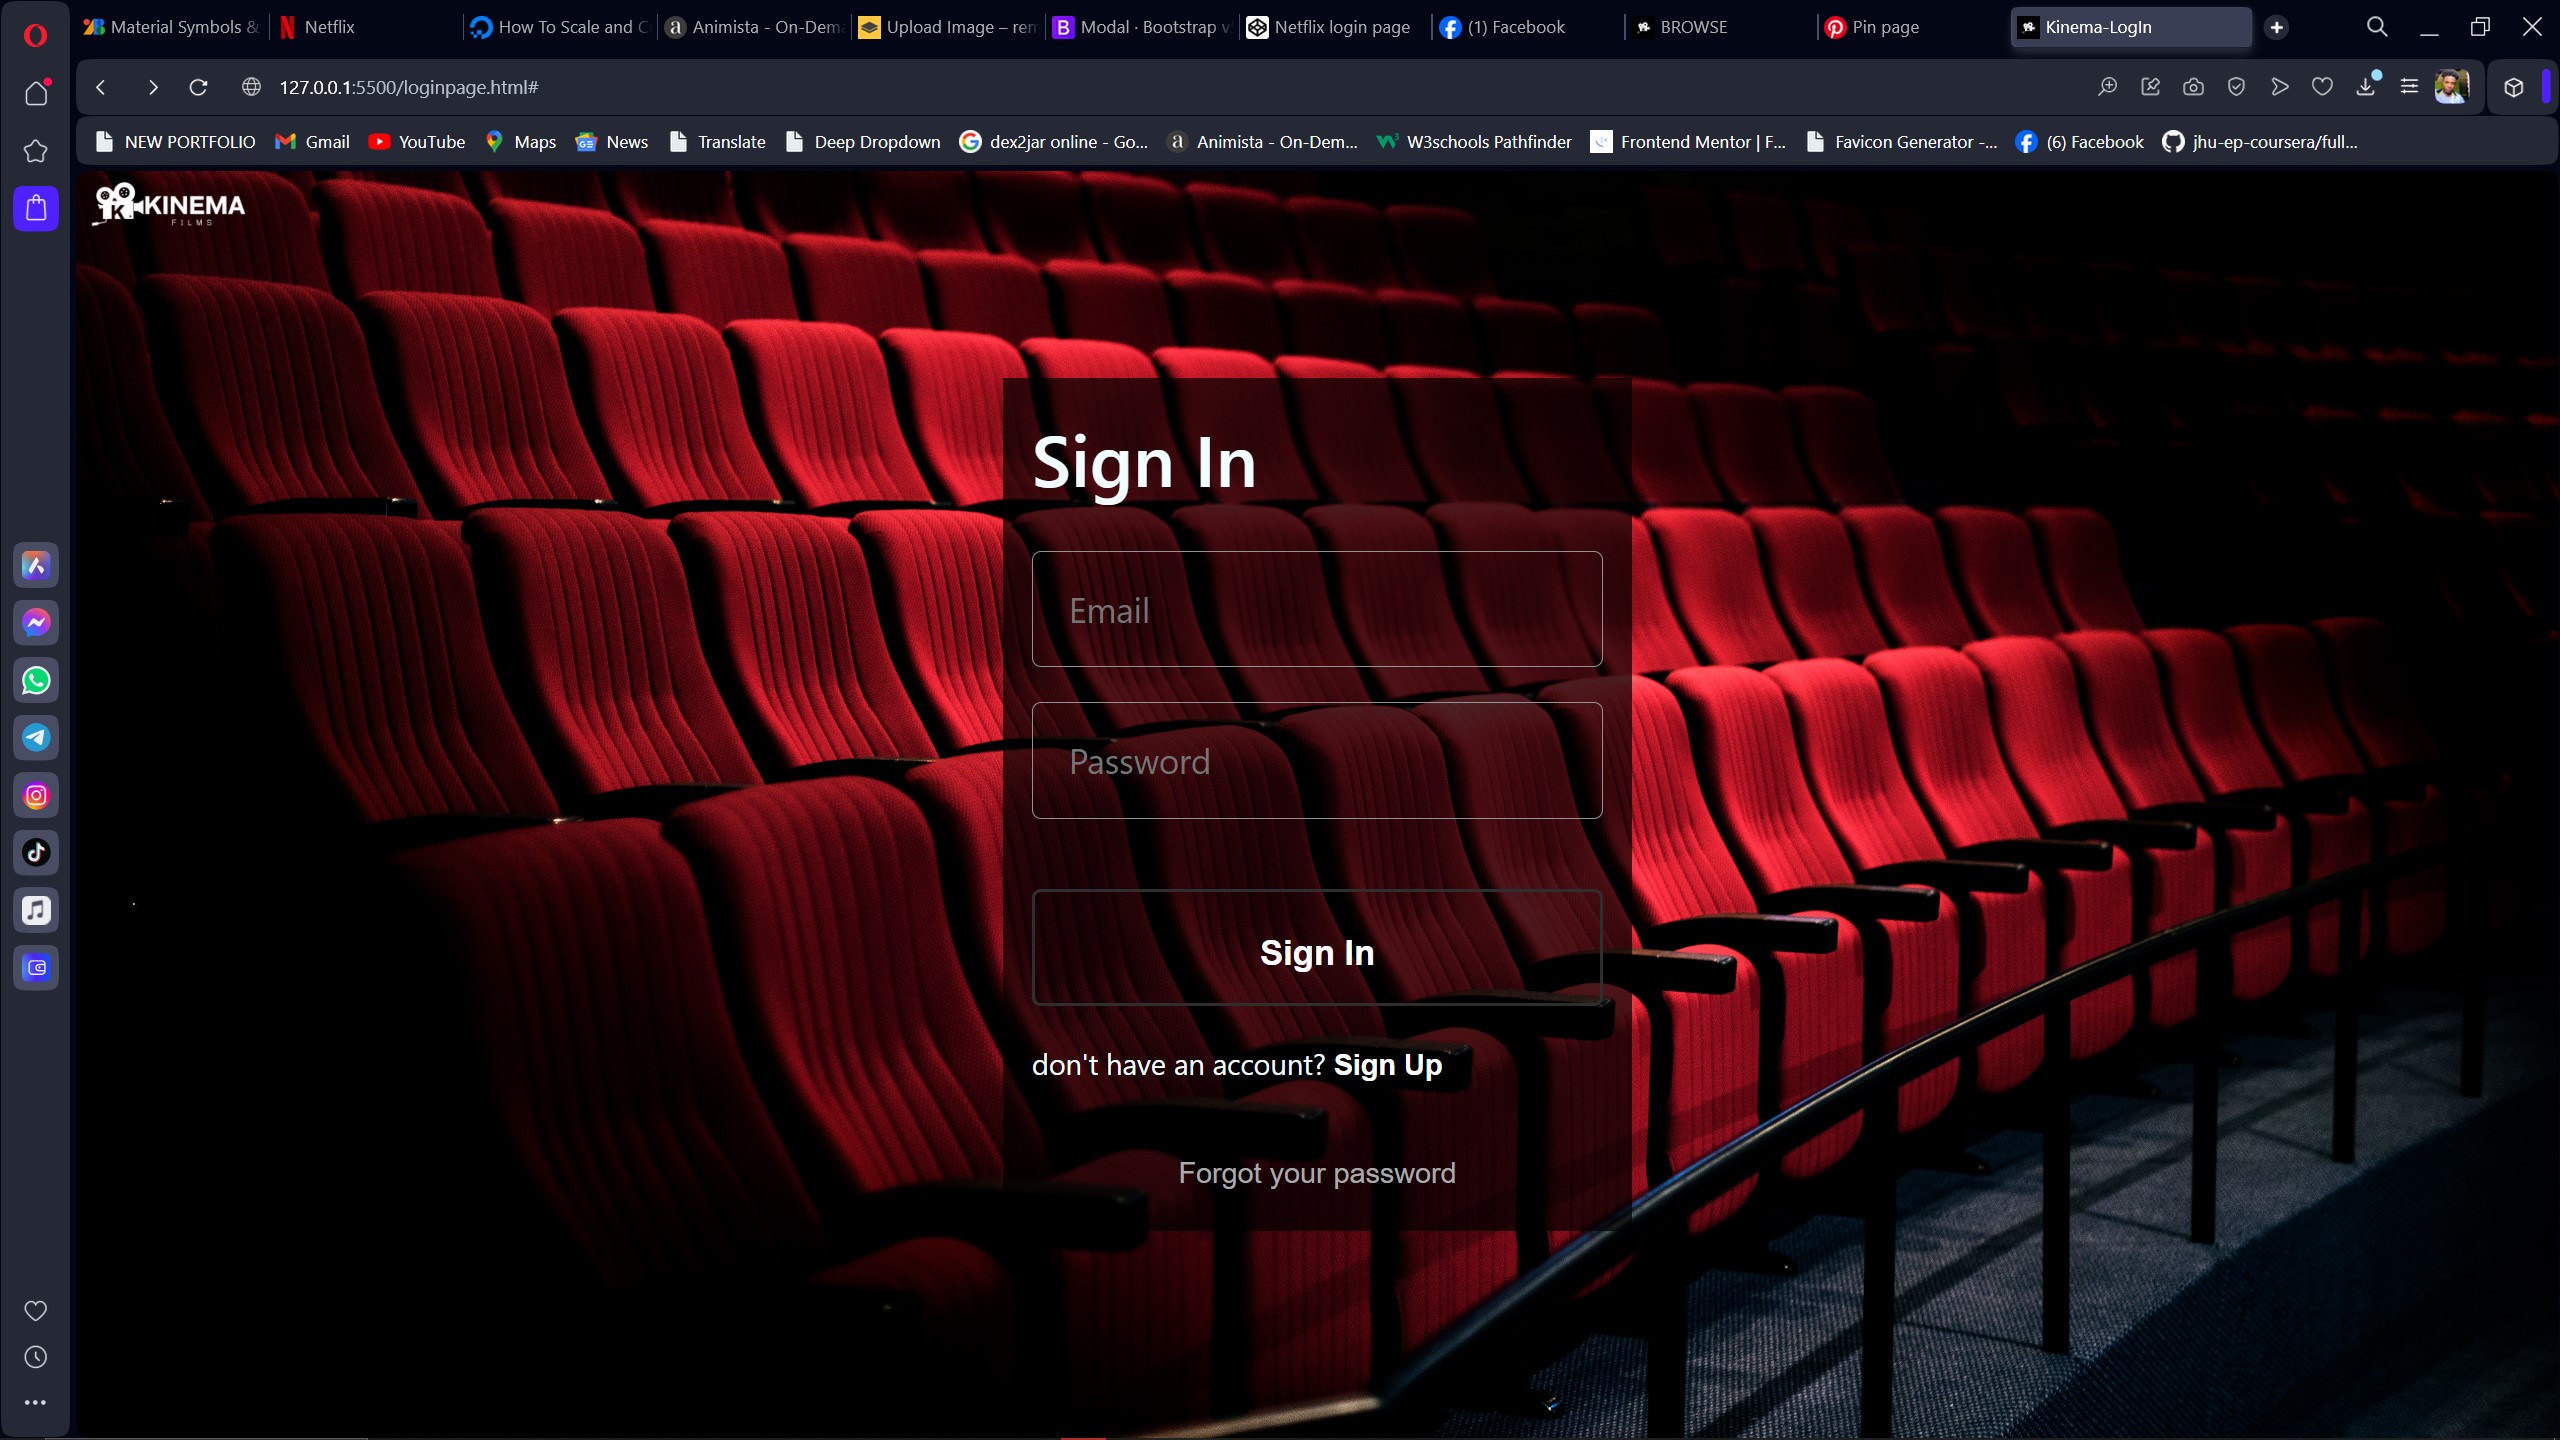 Material Symbols &
Netflix
How To Scale and C
Animista - On-Dem
Upload Image – rem
Modal · Bootstrap v
Netflix login page
(1) Facebook
BROWSE
Pin page
Kinema-LogIn
127.0.0.1:5500/loginpage.html#
NEW PORTFOLIO
Gmail
YouTube
Maps
News
Translate
Deep Dropdown
dex2jar online - Go...
Animista - On-Dem...
W3schools Pathfinder
Frontend Mentor | F...
Favicon Generator -...
(6) Facebook
jhu-ep-coursera/full...
KINEMA
FILMS
Sign In
Email
Password
Sign In
don't have an account? Sign Up
Forgot your password